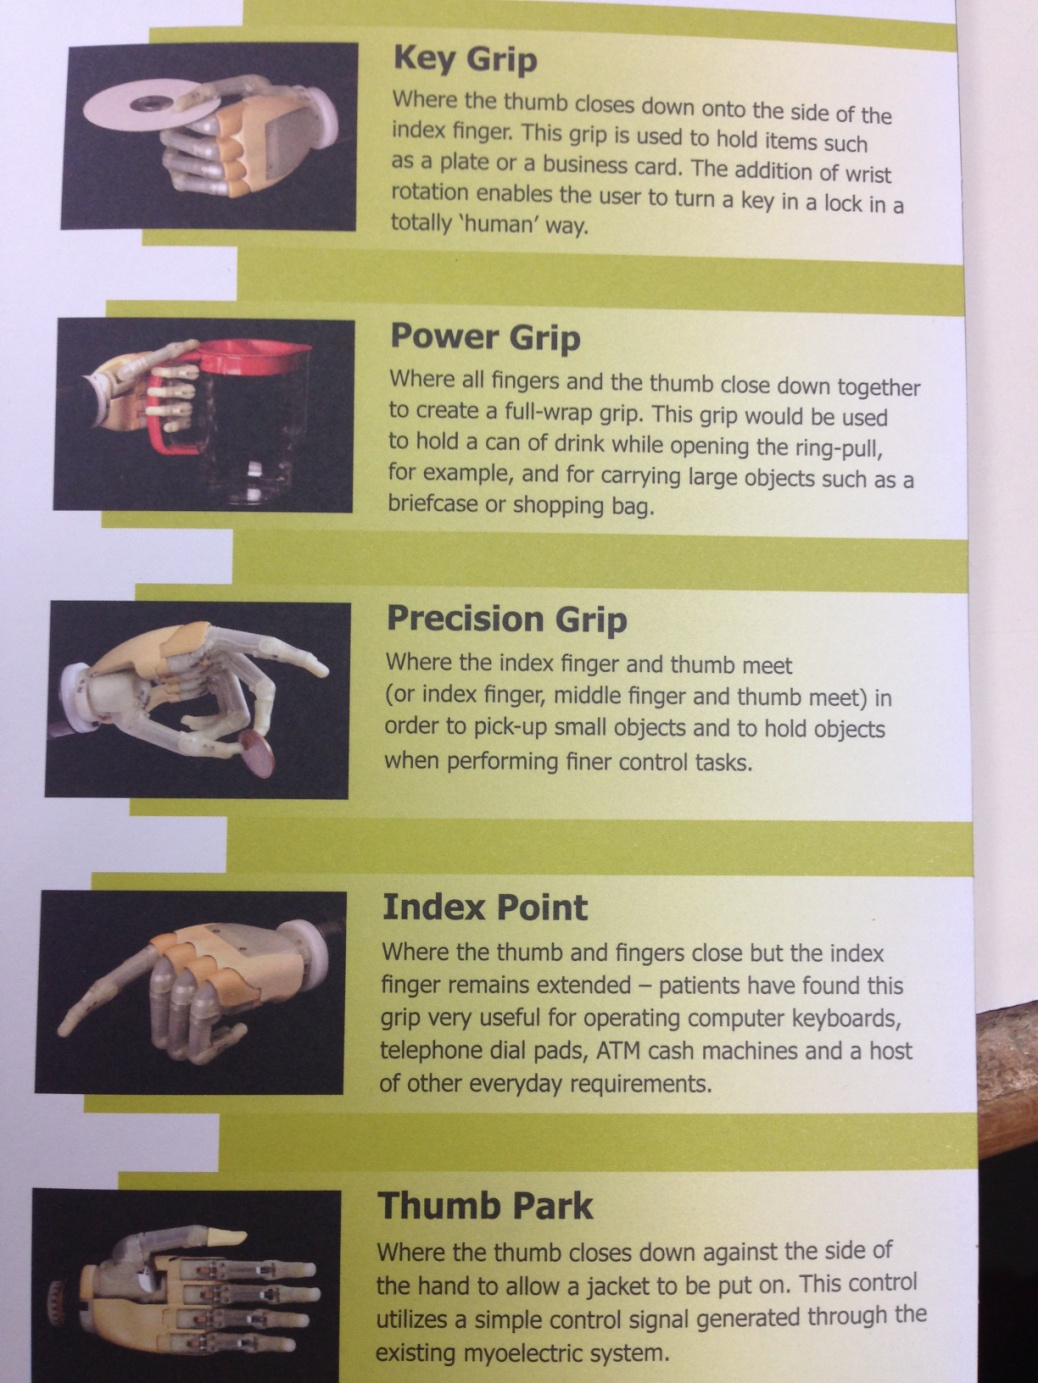 Key Grip
Where the thumb closes down onto the side of the
index finger. This grip is used to hold items such
as a plate or a business card. The addition of wrist
rotation enables the user to turn a key in a lock in a
totally ‘human’ way.
Power Grip
Where all fingers and the thumb close down together
to create a full-wrap grip. This grip would be used
to hold a can of drink while opening the ring-pull,
for example, and for carrying large objects such as a
briefcase or shopping bag.
Precision Grip
Where the index finger and thumb meet
(or index finger, middle finger and thumb meet) in
order to pick-up small objects and to hold objects
when performing finer control tasks.
Index Point
Where the thumb and fingers close but the index
finger remains extended – patients have found this
grip very useful for operating computer keyboards,
telephone dial pads, ATM cash machines and a host
of other everyday requirements.
Thumb Park
Where the thumb closes down against the side of
the hand to allow a jacket to be put on. This control
utilizes a simple control signal generated through the
existing myoelectric system.